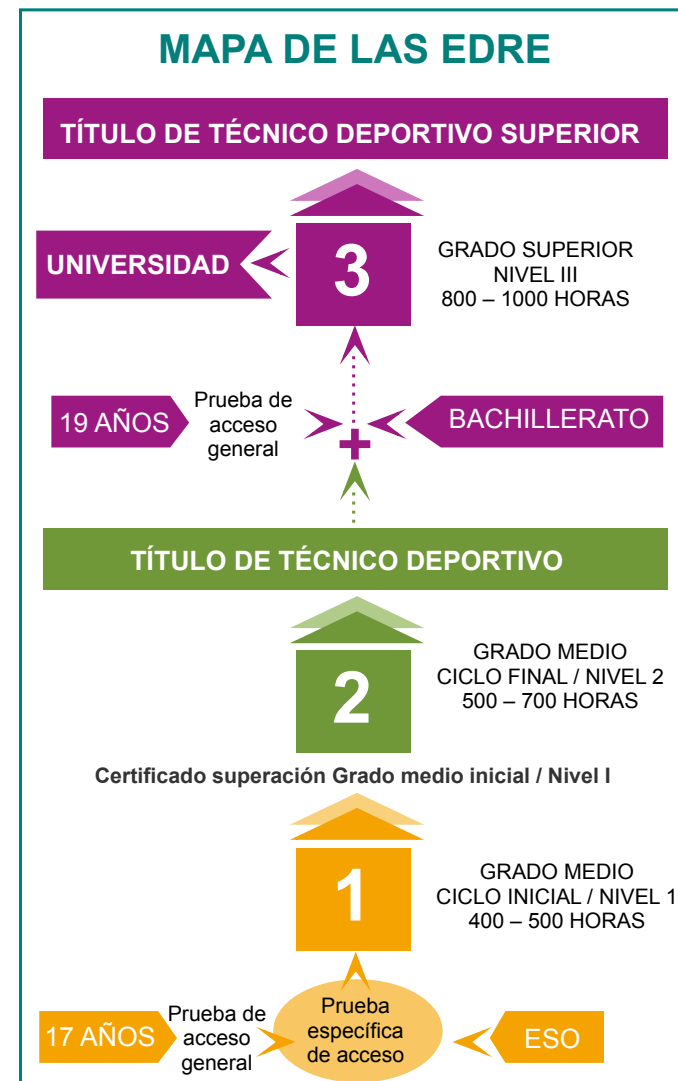 MAPA DE LAS EDRE
TÍTULO DE TÉCNICO DEPORTIVO SUPERIOR
UNIVERSIDAD
3
GRADO SUPERIOR
NIVEL III
800 – 1000 HORAS
19 AÑOS
Prueba de
acceso
general
+
BACHILLERATO
TÍTULO DE TÉCNICO DEPORTIVO
2
GRADO MEDIO
CICLO FINAL / NIVEL 2
500 – 700 HORAS
Certificado superación Grado medio inicial / Nivel I
1
GRADO MEDIO
CICLO INICIAL / NIVEL 1
400 – 500 HORAS
17 AÑOS
Prueba de
acceso
general
Prueba
específica
de acceso
ESO